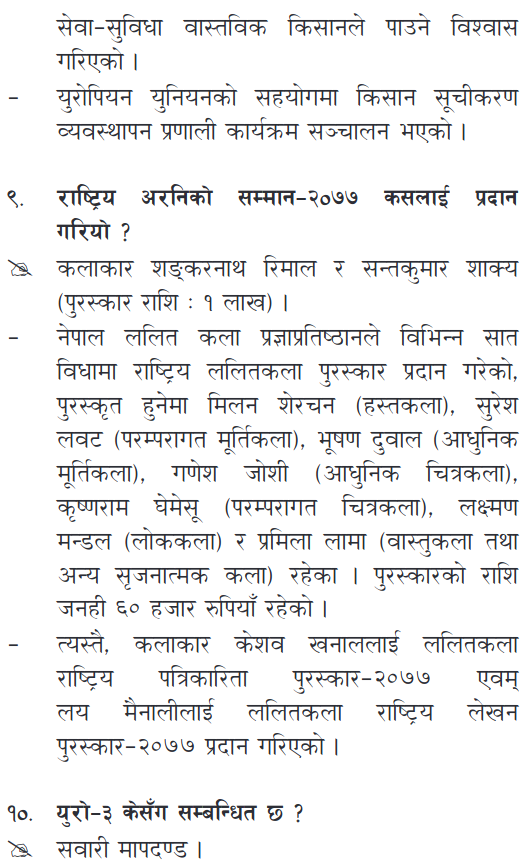 सेवा–सुविधा वास्तविक किसानले पाउने विश्वास
गरिएको ।
– युरोपियन युनियनको सहयोगमा किसान सूचीकरण
व्यवस्थापन प्रणाली कार्यक्रम सञ्चालन भएको ।
९. राष्ट्रिय अरनिको सम्मान–२०७७ कसलाई प्रदान
गरियो ?
कलाकार शङ्करनाथ रिमाल र सन्तकुमार शाक्य
(पुरस्कार राशि : १ लाख) ।
– नेपाल ललित कला प्रज्ञाप्रतिष्ठानले विभिन्न सात
विधामा राष्ट्रिय ललितकला पुरस्कार प्रदान गरेको,
पुरस्कृत हुनेमा मिलन शेरचन (हस्तकला), सुरेश
लवट (परम्परागत मूर्तिकला), भूषण दुवाल (आधुनिक
मूर्तिकला), गणेश जोशी (आधुनिक चित्रकला),
कृष्णराम घेमेसू (परम्परागत चित्रकला), लक्ष्मण
मन्डल (लोककला) र प्रमिला लामा (वास्तुकला तथा
अन्य सृजनात्मक कला) रहेका । पुरस्कारको राशि
जनही ६० हजार रुपियाँ रहेको ।
– त्यस्तै, कलाकार केशव खनाललाई ललितकला
राष्ट्रिय पत्रिकारिता पुरस्कार–२०७७ एवम्
लय मैनालीलाई ललितकला राष्ट्रिय लेखन
पुरस्कार–२०७७ प्रदान गरिएको ।
१०. युरो–३ केसँग सम्बन्धित छ ?
सवारी मापदण्ड ।